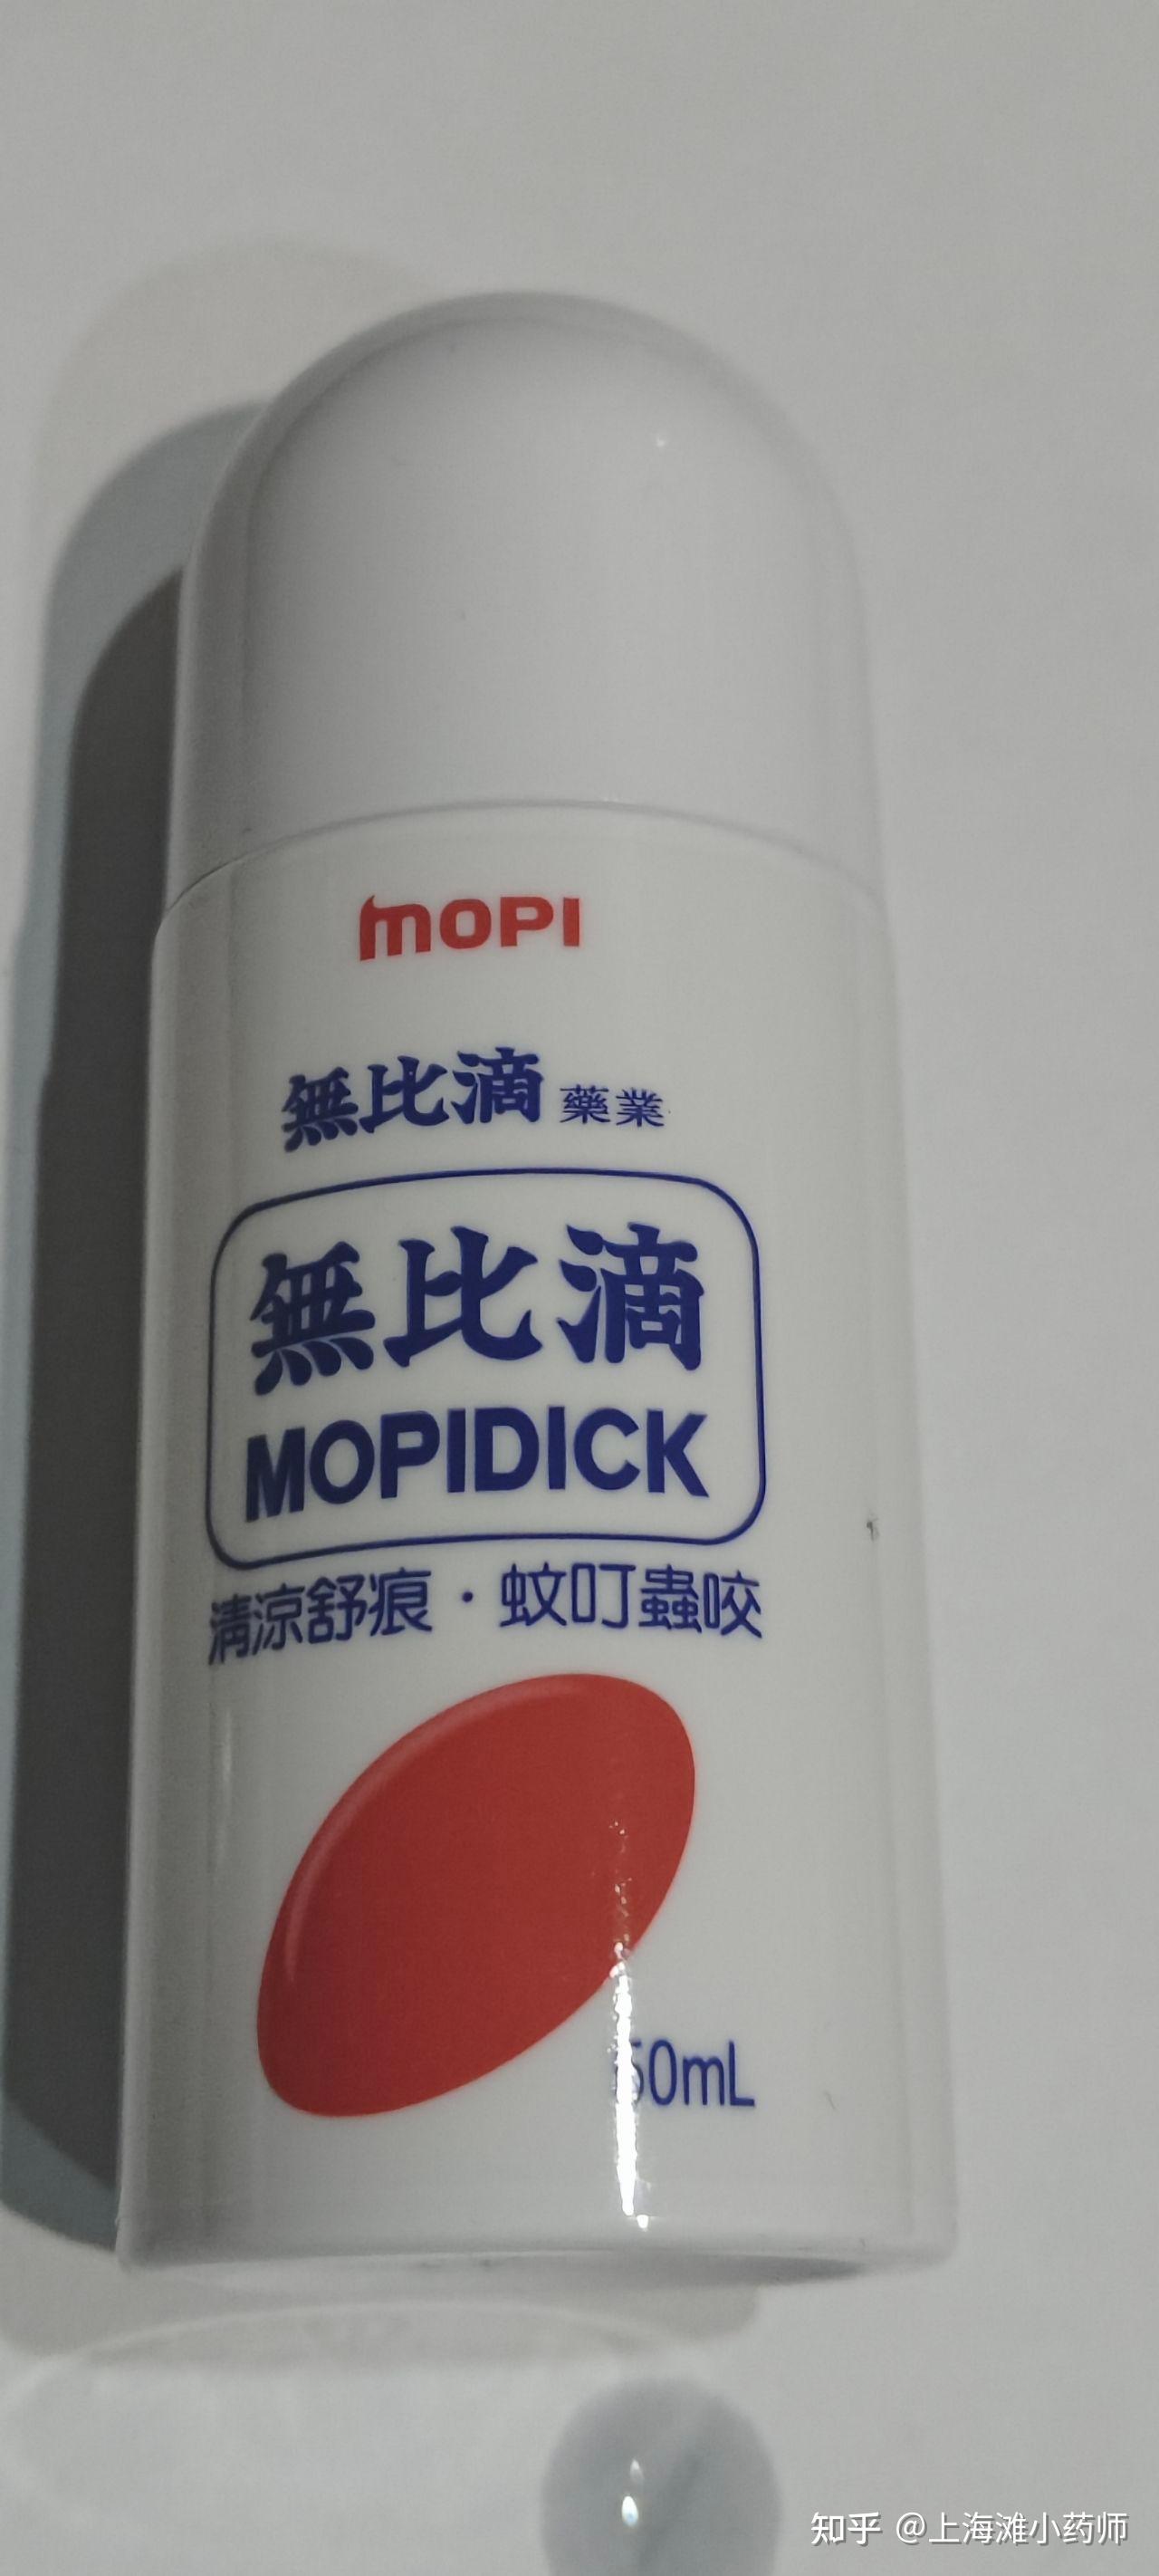 mOPI
無比滴 藥業
無比滴
MOPIDICK
清涼舒痕·蚊叮蟲咬
50mL
知乎 @上海滩小药师